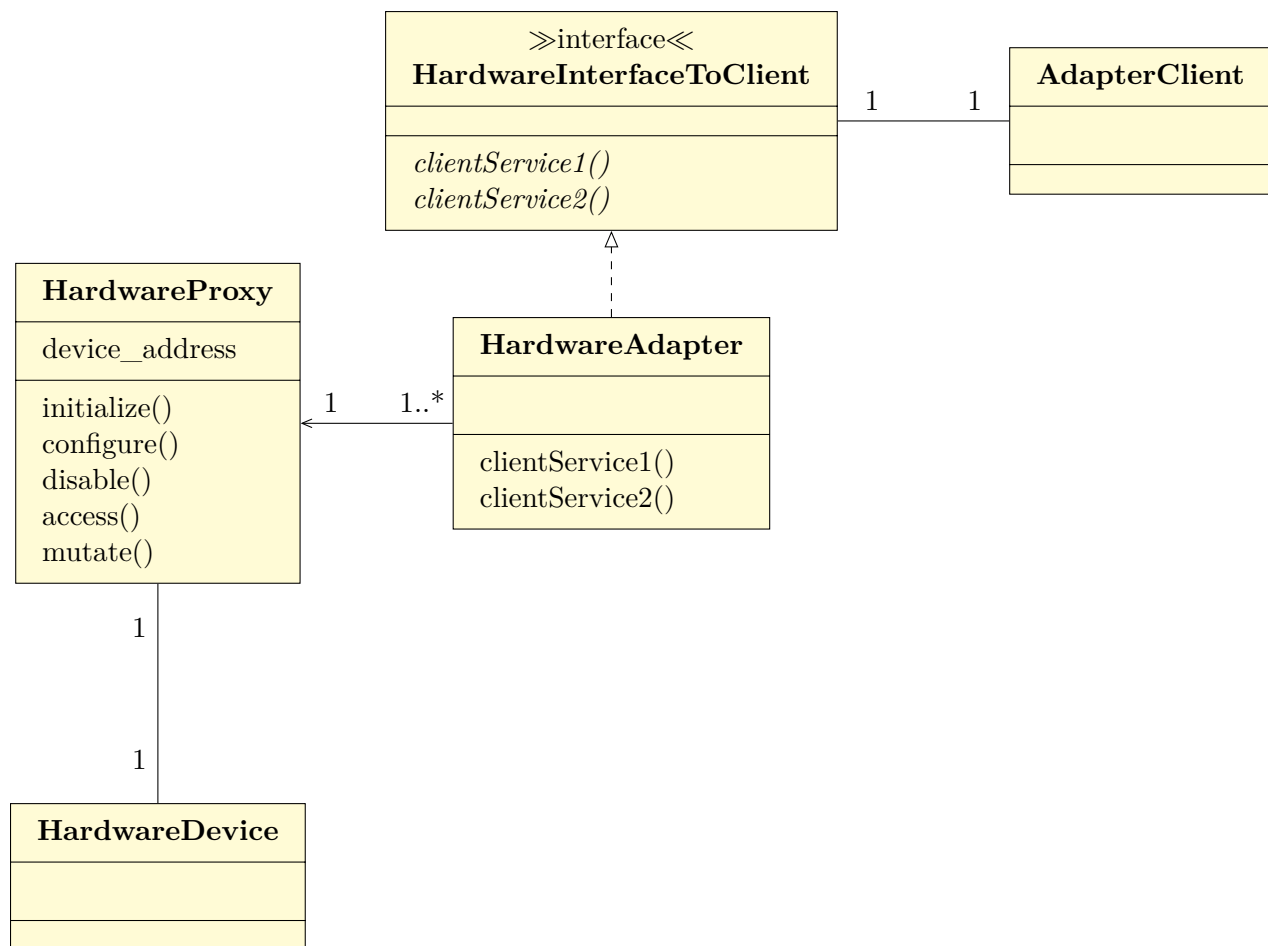 ≫interface≪
HardwareInterfaceToClient
clientService1()
clientService2()
1 1
AdapterClient
HardwareProxy
device_address
initialize()
configure()
disable()
access()
mutate()
1 1..*
HardwareAdapter
clientService1()
clientService2()
1
1
HardwareDevice